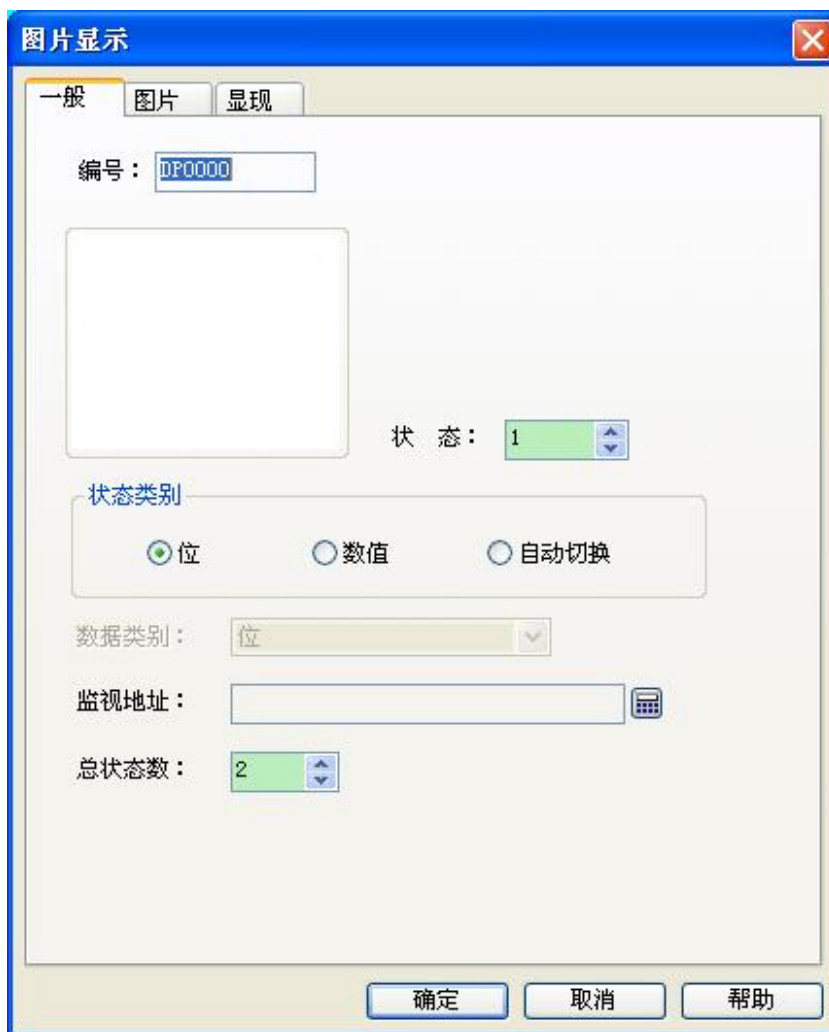 图片显示
一般 图片 显现
编号： DP0000
状 态： 1
状态类别
位 数值 自动切换
数据类别： 位
监视地址：
总状态数： 2
确定 取消 帮助